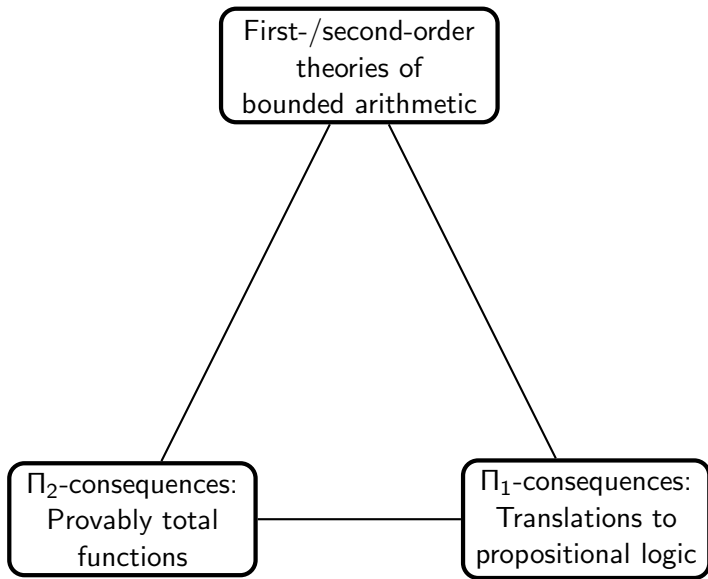 First-/second-order
theories of
bounded arithmetic
Π₂-consequences:
Provably total
functions
Π₁-consequences:
Translations to
propositional logic